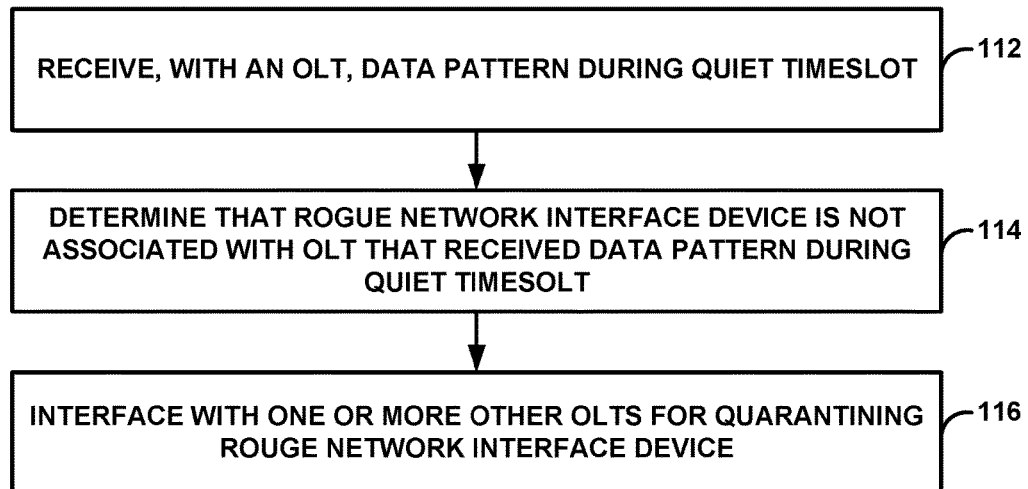 RECEIVE, WITH AN OLT, DATA PATTERN DURING QUIET TIMESLOT
112
DETERMINE THAT ROGUE NETWORK INTERFACE DEVICE IS NOT
ASSOCIATED WITH OLT THAT RECEIVED DATA PATTERN DURING
QUIET TIMESOLT
114
INTERFACE WITH ONE OR MORE OTHER OLTS FOR QUARANTINING
ROUGE NETWORK INTERFACE DEVICE
116